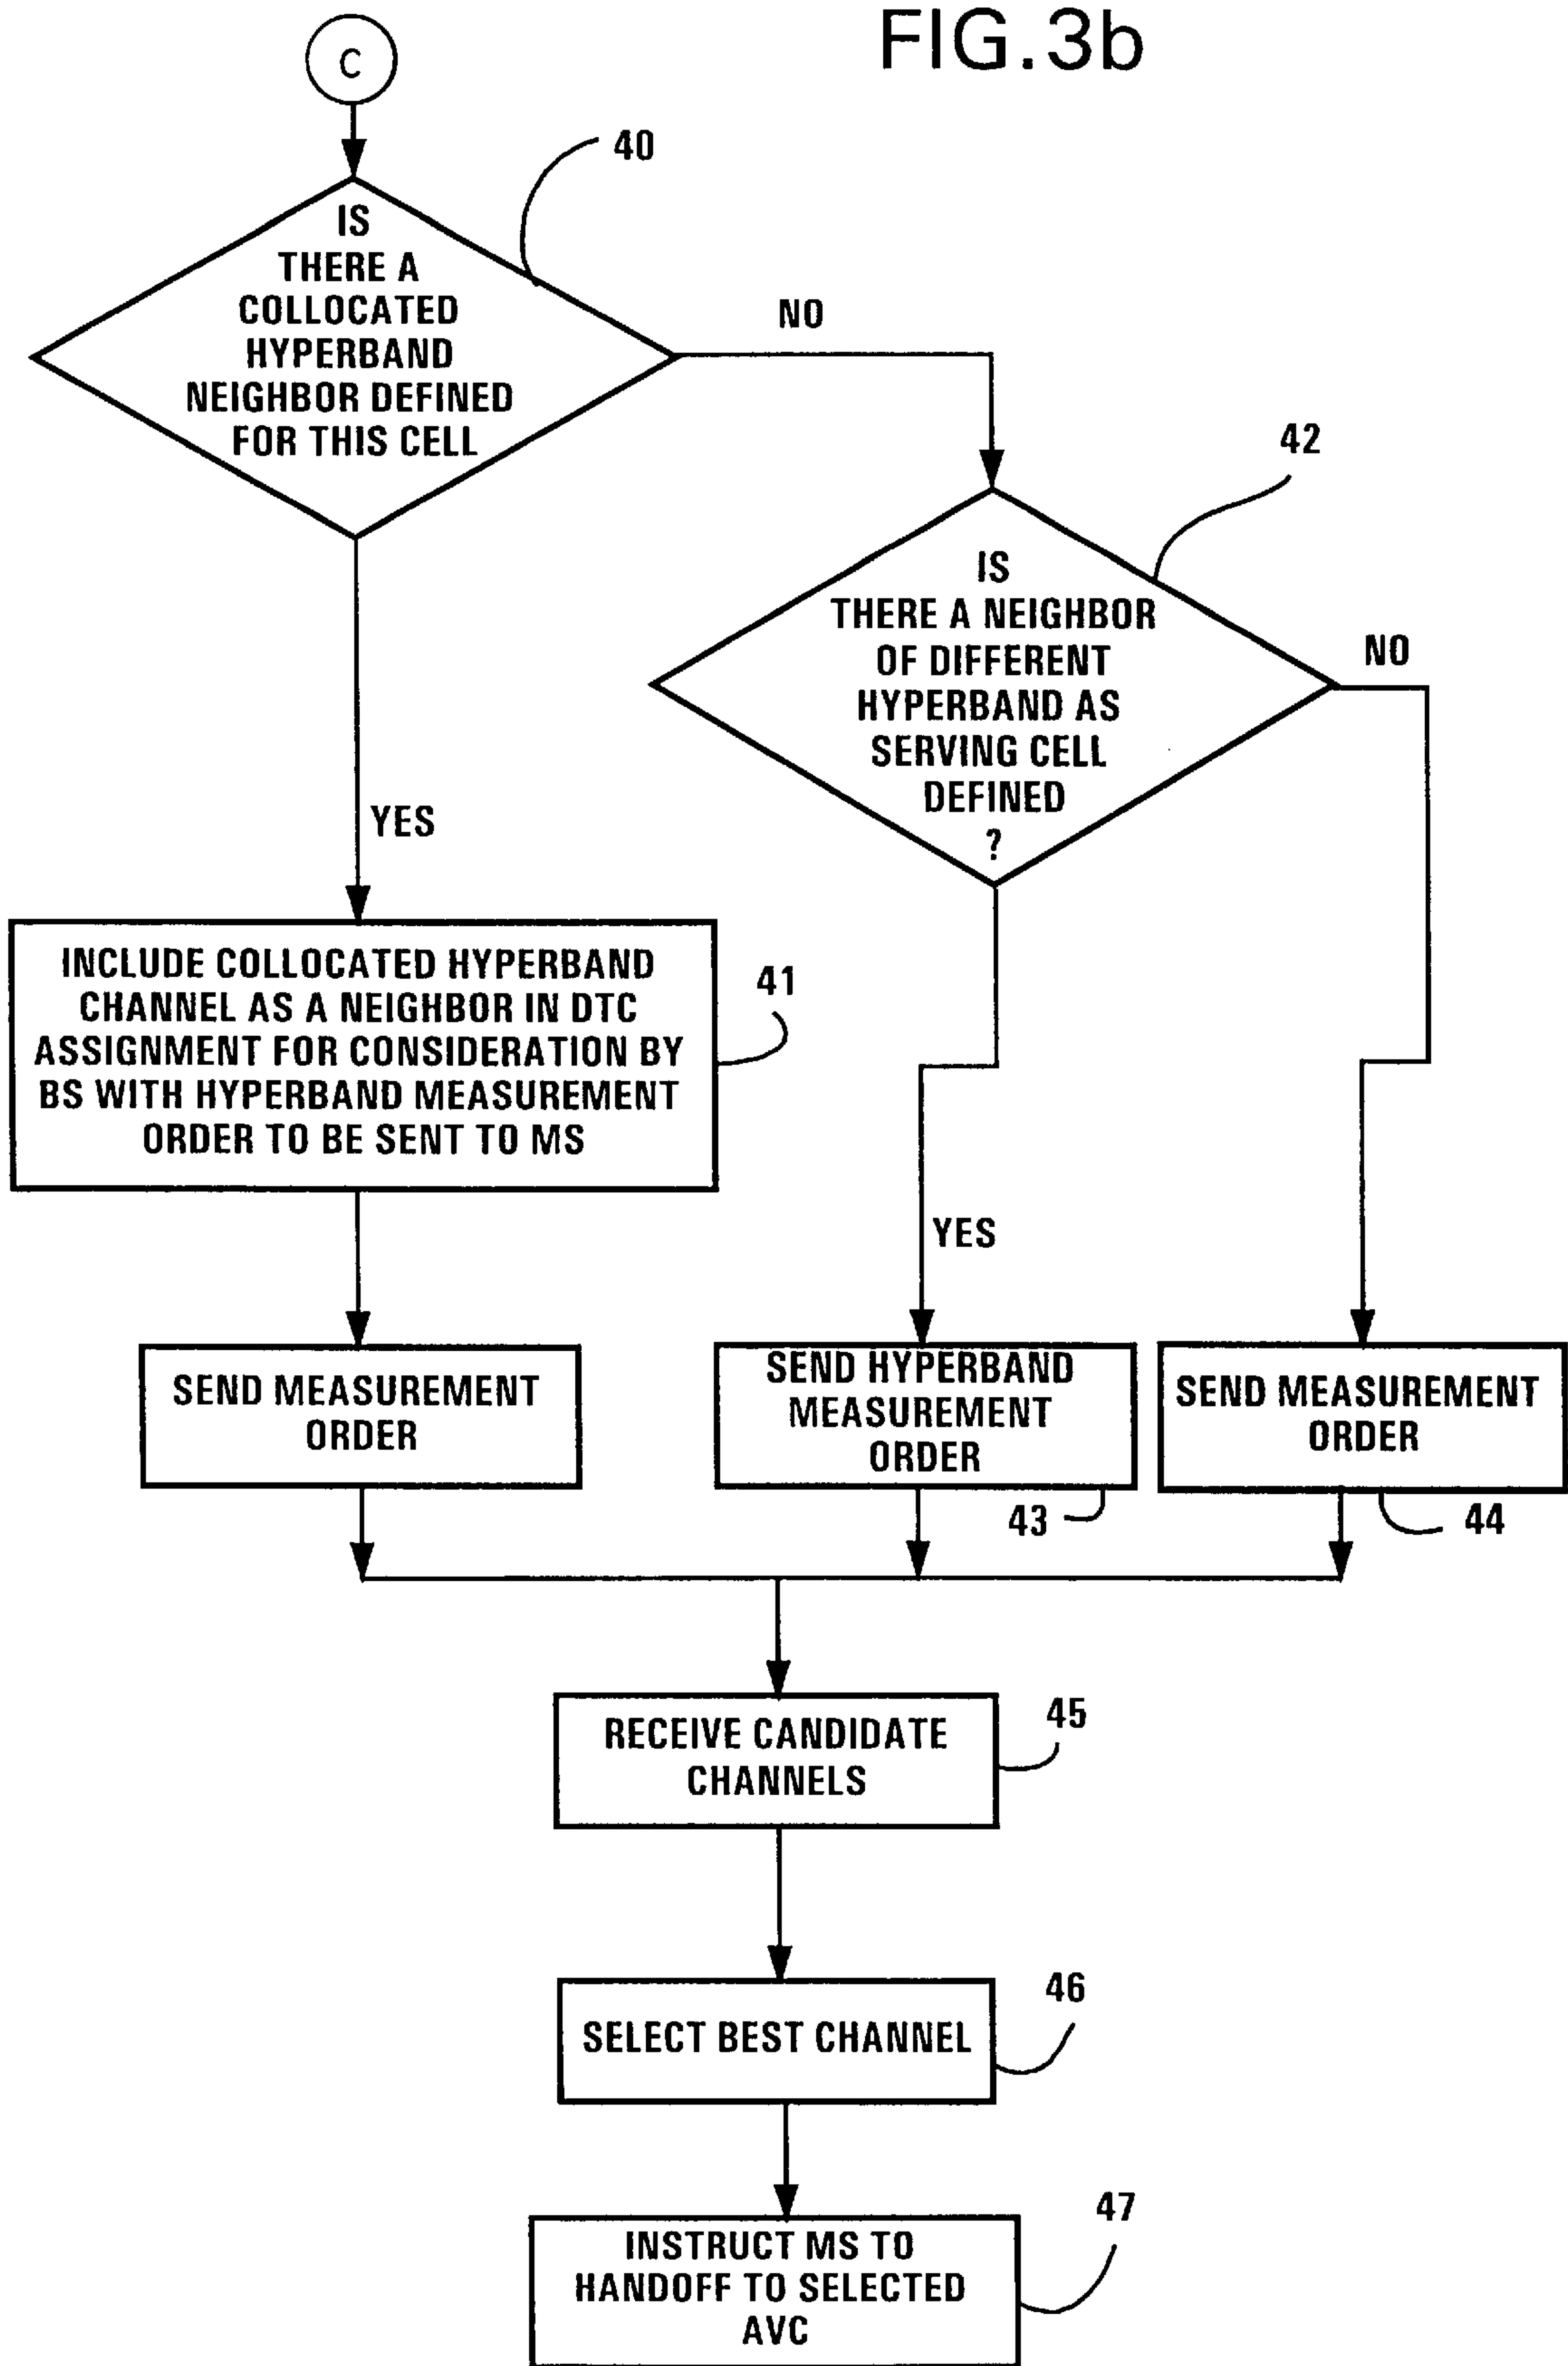 FIG.3b
C
40
IS
THERE A
COLLOCATED
HYPERBAND
NEIGHBOR DEFINED
FOR THIS CELL
NO
42
IS
THERE A NEIGHBOR
OF DIFFERENT
HYPERBAND AS
SERVING CELL
DEFINED
?
NO
YES
INCLUDE COLLOCATED HYPERBAND
CHANNEL AS A NEIGHBOR IN DTC
ASSIGNMENT FOR CONSIDERATION BY
BS WITH HYPERBAND MEASUREMENT
ORDER TO BE SENT TO MS
41
YES
SEND MEASUREMENT
ORDER
SEND HYPERBAND
MEASUREMENT
ORDER
SEND MEASUREMENT
ORDER
43
44
RECEIVE CANDIDATE
CHANNELS
45
SELECT BEST CHANNEL
46
INSTRUCT MS TO
HANDOFF TO SELECTED
AVC
47